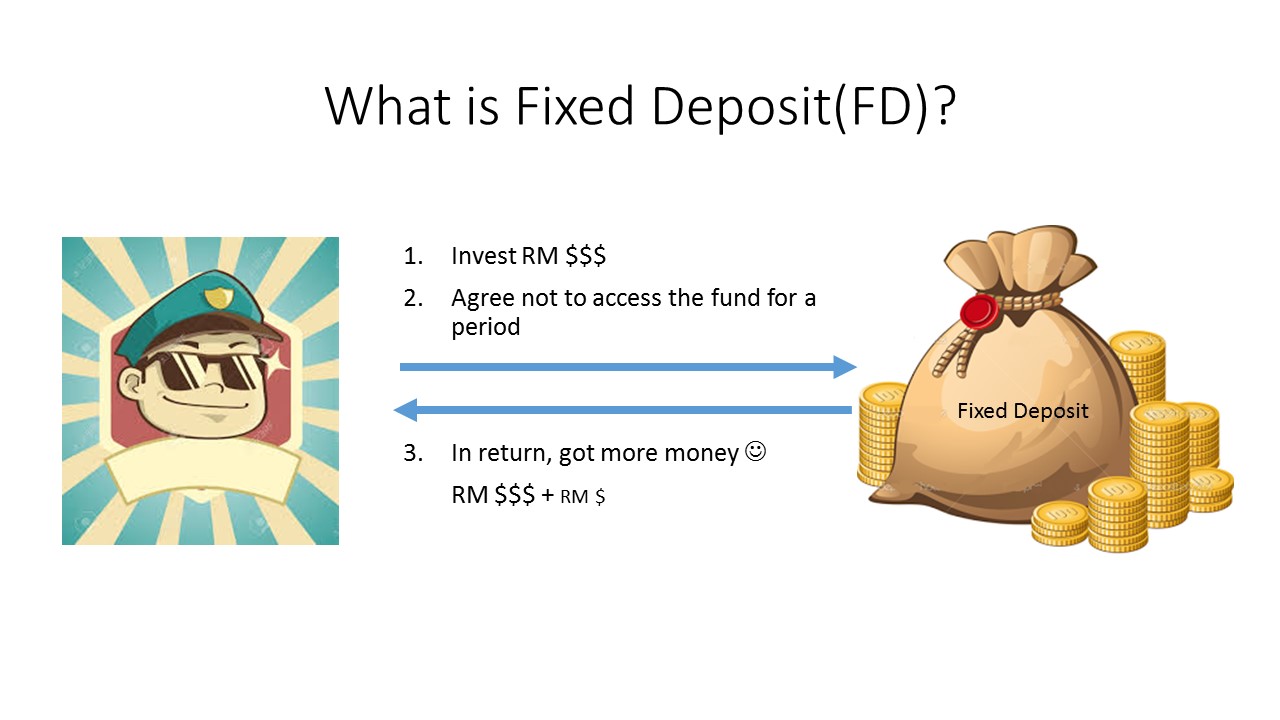 What is Fixed Deposit(FD)?
1. Invest RM $$$
2. Agree not to access the fund for a
period
Fixed Deposit
3. In return, got more money ☺
RM $$$ + RM $